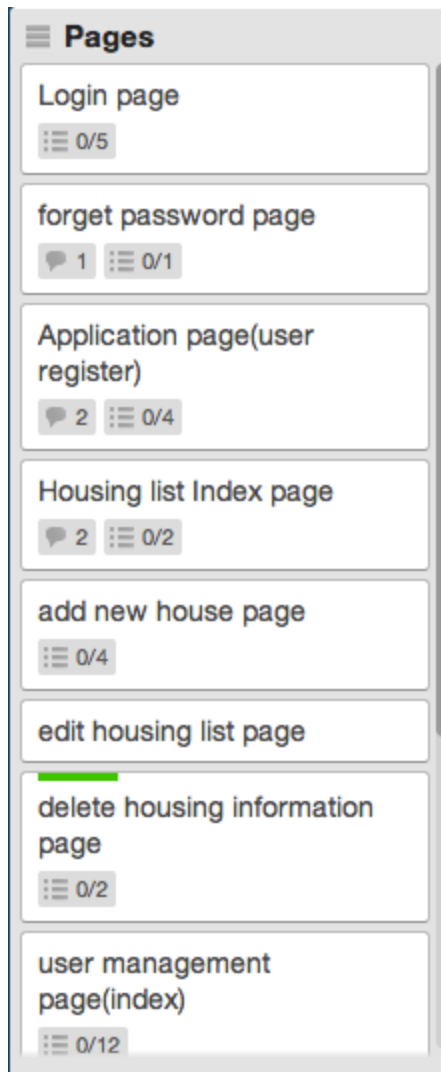 Pages
Login page
0/5
forget password page
1 0/1
Application page(user
register)
2 0/4
Housing list Index page
2 0/2
add new house page
0/4
edit housing list page
delete housing information
page
0/2
user management
page(index)
0/12